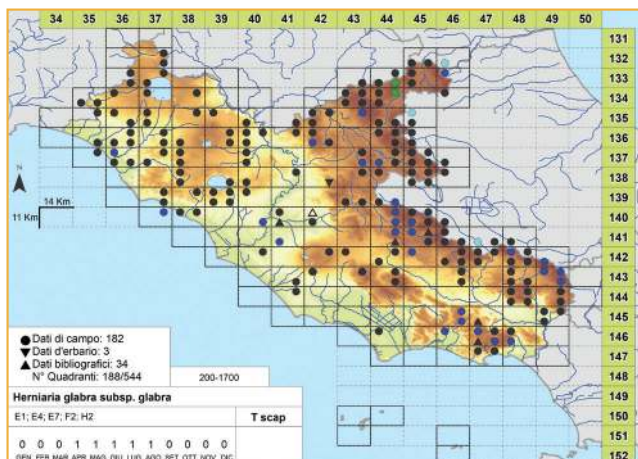 34 35 36 37 38 39 40 41 42 43 44 45 46 47 48 49 50
131
132
133
134
135
136
137
138
139
140
141
142
143
144
145
146
147
148
149
150
151
152
N
14 Km
11 Km
Dati di campo: 182
Dati d'erbario: 3
Dati bibliografici: 34
N° Quadranti: 188/544
200-1700
Herniaria glabra subsp. glabra
E1; E4; E7; F2; H2
T scap
0 0 0 1 1 1 1 1 0 0 0 0
GEN FEB MAR APR MAG GIU LUG AGO SET OTT NOV DIC